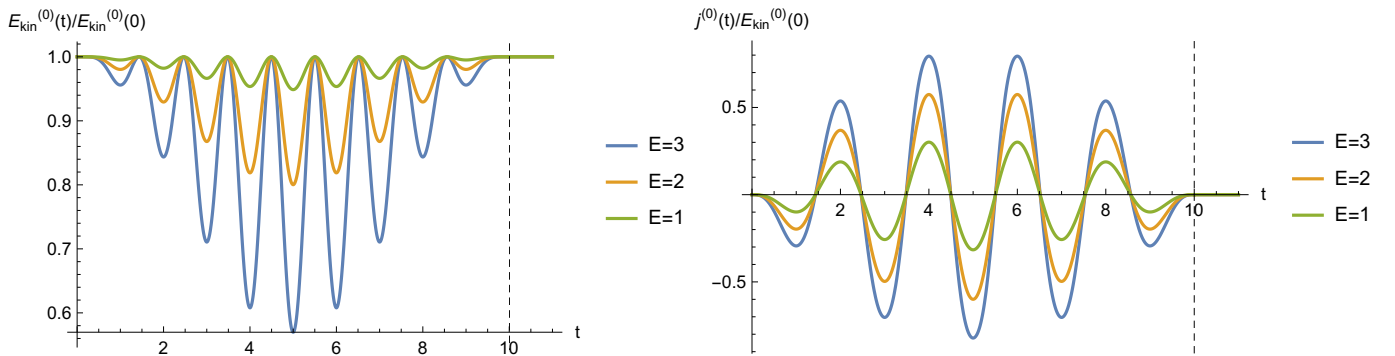 E_kin^(0)(t)/E_kin^(0)(0)
1.0
0.9
0.8
0.7
0.6
2 4 6 8 10 t
E=3
E=2
E=1
j^(0)(t)/E_kin^(0)(0)
0.5
-0.5
2 4 6 8 10 t
E=3
E=2
E=1